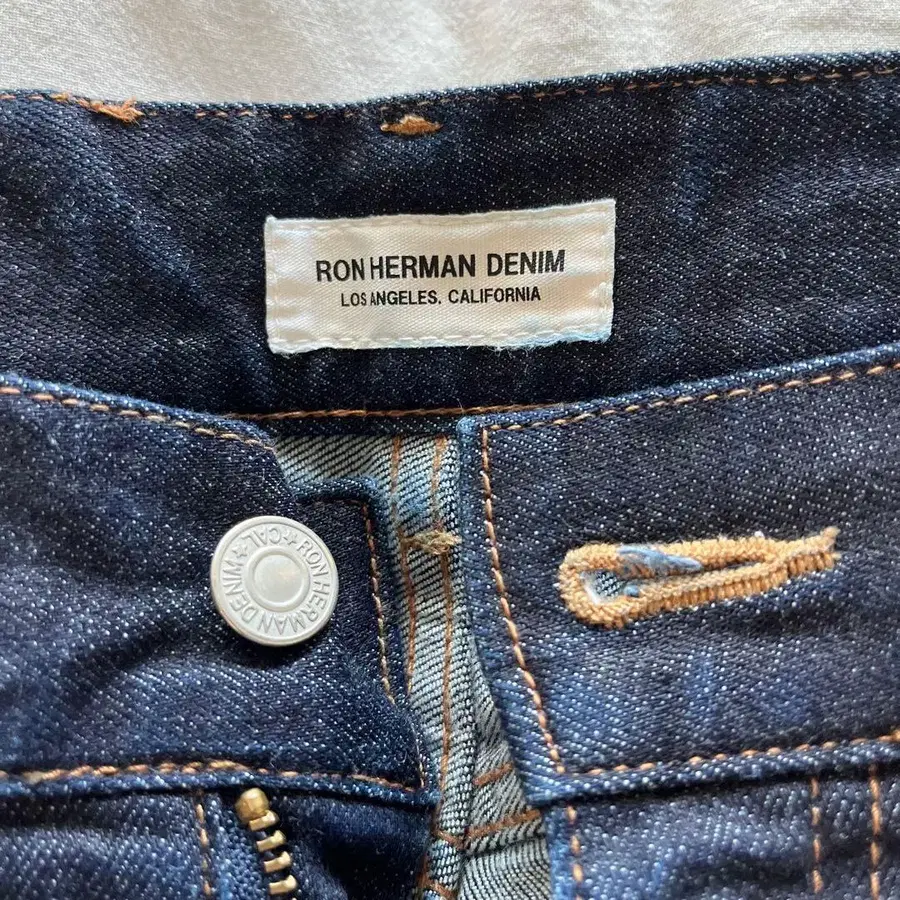 RON HERMAN DENIM
LOS ANGELES. CALIFORNIA
RON HERMAN DENIM ★ CAL ★